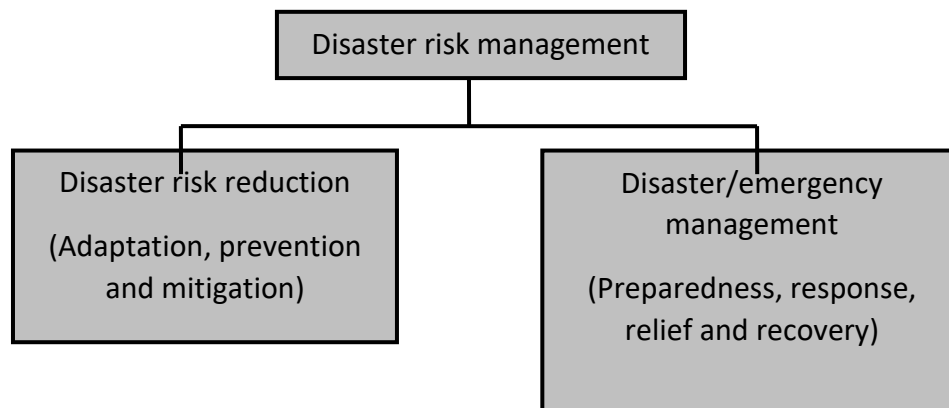 Disaster risk management
Disaster risk reduction
(Adaptation, prevention
and mitigation)
Disaster/emergency
management
(Preparedness, response,
relief and recovery)